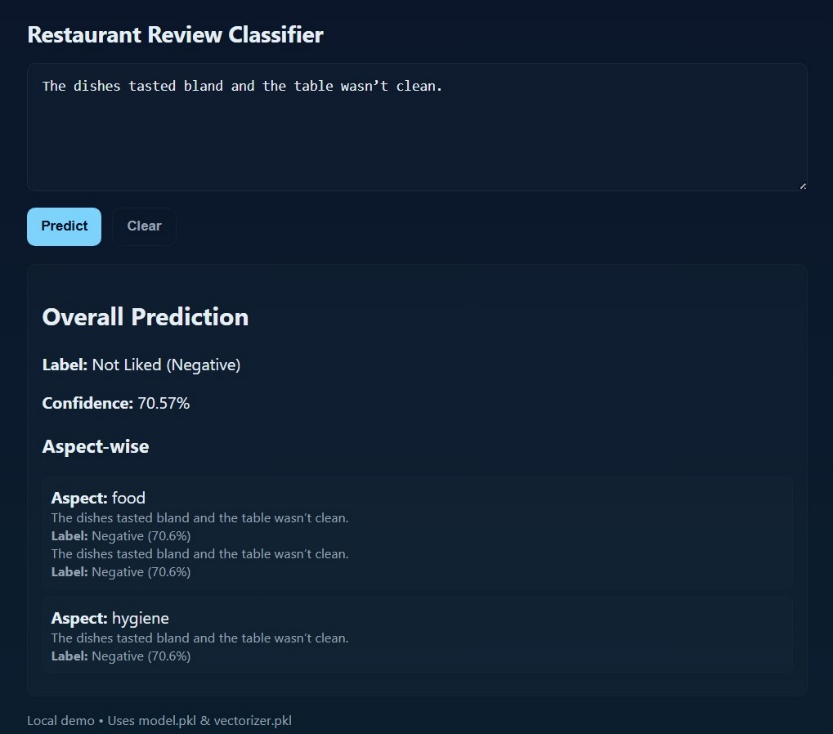 Restaurant Review Classifier
The dishes tasted bland and the table wasn’t clean.
Predict
Clear
Overall Prediction
Label: Not Liked (Negative)
Confidence: 70.57%
Aspect-wise
Aspect: food
The dishes tasted bland and the table wasn’t clean.
Label: Negative (70.6%)
The dishes tasted bland and the table wasn’t clean.
Label: Negative (70.6%)
Aspect: hygiene
The dishes tasted bland and the table wasn’t clean.
Label: Negative (70.6%)
Local demo • Uses model.pkl & vectorizer.pkl